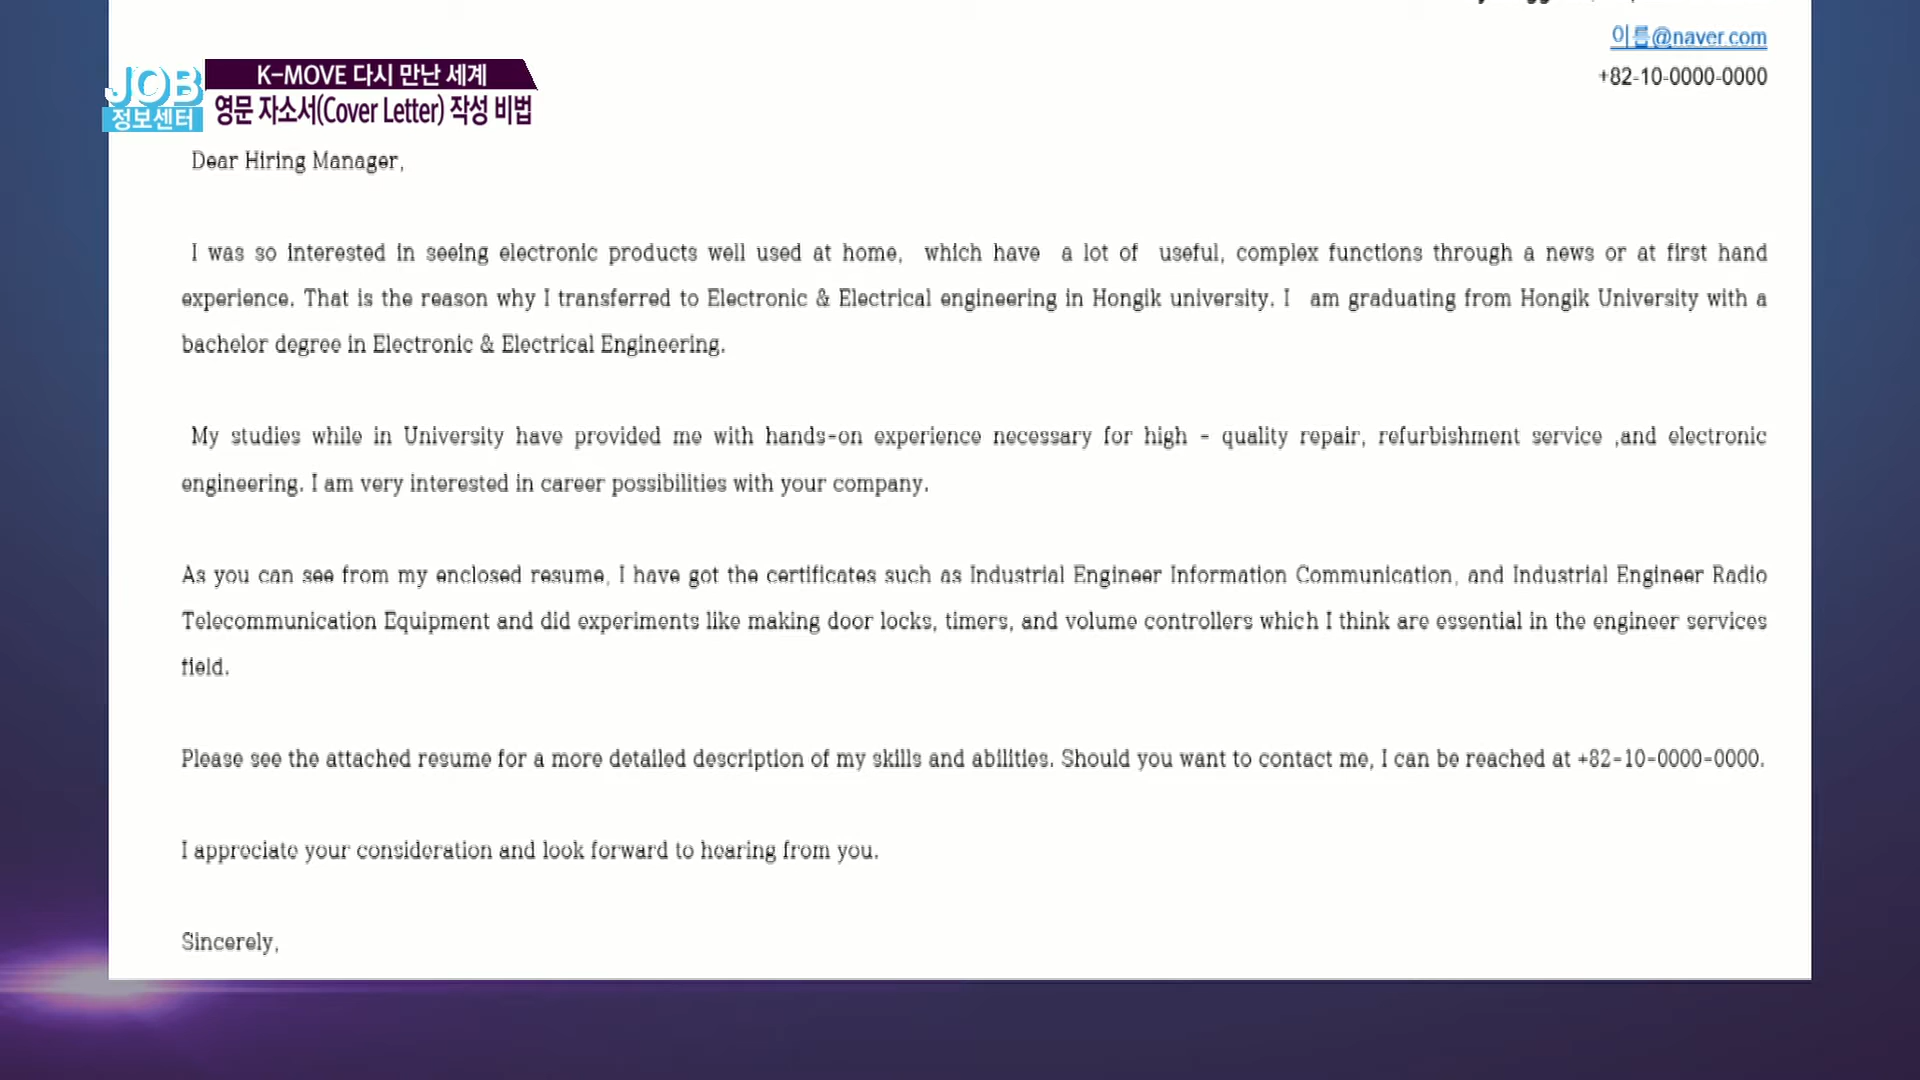 이름@naver.com
+82-10-0000-0000
JOB
정보센터
K-MOVE 다시 만난 세계
영문 자소서(Cover Letter) 작성 비법
Dear Hiring Manager,
I was so interested in seeing electronic products well used at home, which have a lot of useful, complex functions through a news or at first hand
experience. That is the reason why I transferred to Electronic & Electrical engineering in Hongik university. I am graduating from Hongik University with a
bachelor degree in Electronic & Electrical Engineering.
My studies while in University have provided me with hands-on experience necessary for high - quality repair, refurbishment service ,and electronic
engineering. I am very interested in career possibilities with your company.
As you can see from my enclosed resume, I have got the certificates such as Industrial Engineer Information Communication, and Industrial Engineer Radio
Telecommunication Equipment and did experiments like making door locks, timers, and volume controllers which I think are essential in the engineer services
field.
Please see the attached resume for a more detailed description of my skills and abilities. Should you want to contact me, I can be reached at +82-10-0000-0000.
I appreciate your consideration and look forward to hearing from you.
Sincerely,